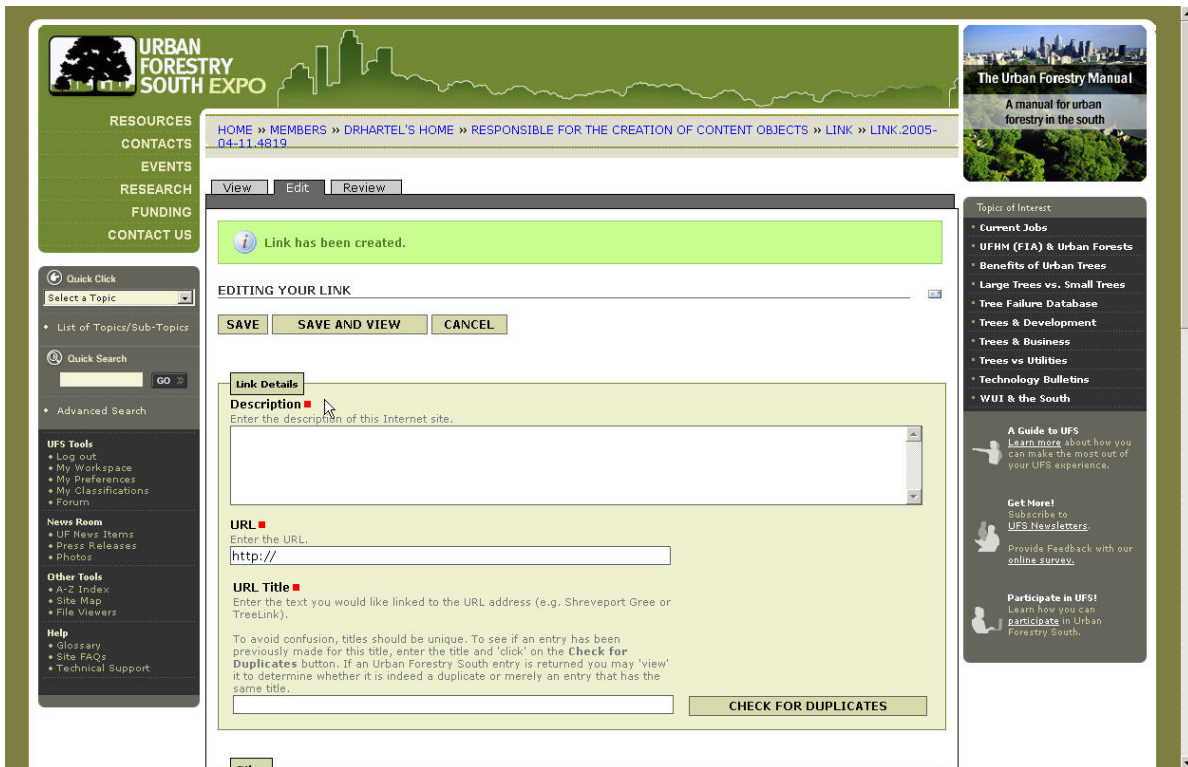 URBAN
FORESTRY
SOUTH EXPO
RESOURCES
CONTACTS
EVENTS
RESEARCH
FUNDING
CONTACT US
Quick Click
Select a Topic
List of Topics/Sub-Topics
Quick Search
GO
Advanced Search
UFS Tools
Log out
My Workspace
My Preferences
My Classifications
Forum
News Room
UF News Items
Press Releases
Photos
Other Tools
A-Z Index
Site Map
File Viewers
Help
Glossary
Site FAQs
Technical Support
HOME » MEMBERS » DRHARTEL'S HOME » RESPONSIBLE FOR THE CREATION OF CONTENT OBJECTS » LINK » LINK.2005-
04-11.4819
View Edit Review
Link has been created.
EDITING YOUR LINK
SAVE SAVE AND VIEW CANCEL
Link Details
Description
Enter the description of this Internet site.
URL
Enter the URL.
http://
URL Title
Enter the text you would like linked to the URL address (e.g. Shreveport Gree or
TreeLink).
To avoid confusion, titles should be unique. To see if an entry has been
previously made for this title, enter the title and 'click' on the Check for
Duplicates button. If an Urban Forestry South entry is returned you may 'view'
it to determine whether it is indeed a duplicate or merely an entry that has the
same title.
CHECK FOR DUPLICATES
The Urban Forestry Manual
A manual for urban
forestry in the south
Topics of Interest
Current Jobs
UFHM (FIA) & Urban Forests
Benefits of Urban Trees
Large Trees vs. Small Trees
Tree Failure Database
Trees & Development
Trees & Business
Trees vs Utilities
Technology Bulletins
WUI & the South
A Guide to UFS
Learn more about how you
can make the most out of
your UFS experience.
Get More!
Subscribe to
UFS Newsletters.
Provide Feedback with our
online survey.
Participate in UFS!
Learn how you can
participate in Urban
Forestry South.